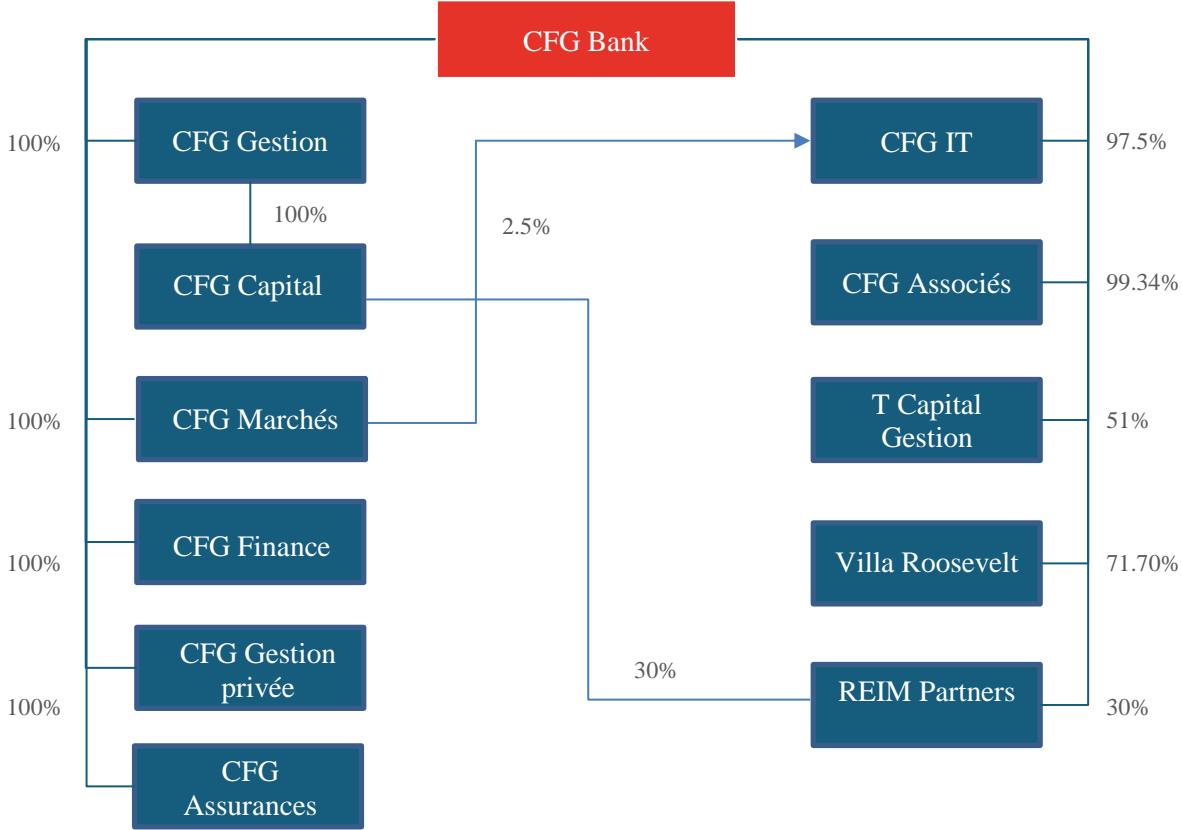 CFG Bank
100%
CFG Gestion
CFG IT
97.5%
100%
2.5%
CFG Capital
CFG Associés
99.34%
100%
CFG Marchés
T Capital
Gestion
51%
100%
CFG Finance
Villa Roosevelt
71.70%
CFG Gestion
privée
30%
REIM Partners
100%
30%
CFG
Assurances